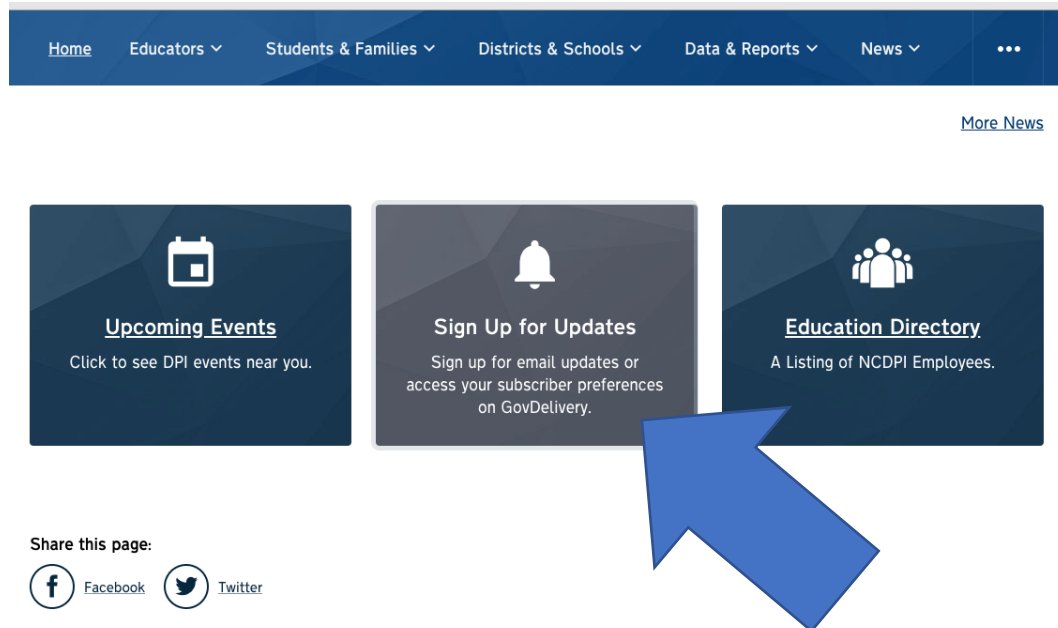 Home Educators Students & Families Districts & Schools Data & Reports News
More News
Upcoming Events
Click to see DPI events near you.
Sign Up for Updates
Sign up for email updates or
access your subscriber preferences
on GovDelivery.
Education Directory
A Listing of NCDPI Employees.
Share this page:
Facebook Twitter